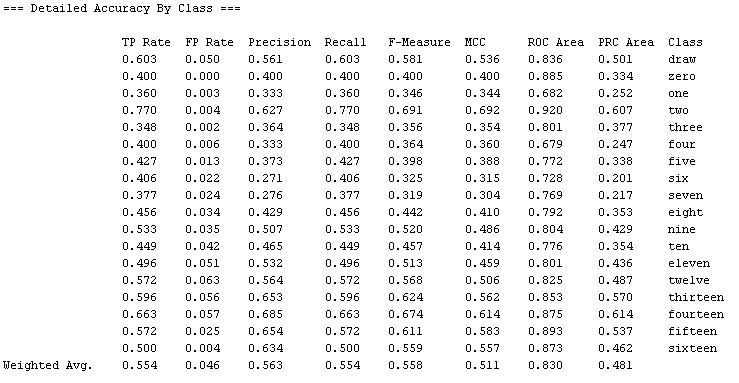 === Detailed Accuracy By Class ===
TP Rate FP Rate Precision Recall F-Measure MCC ROC Area PRC Area Class
0.603 0.050 0.561 0.603 0.581 0.536 0.836 0.501 draw
0.400 0.000 0.400 0.400 0.400 0.400 0.885 0.334 zero
0.360 0.003 0.333 0.360 0.346 0.344 0.682 0.252 one
0.770 0.004 0.627 0.770 0.691 0.692 0.920 0.607 two
0.348 0.002 0.364 0.348 0.356 0.354 0.801 0.377 three
0.400 0.006 0.333 0.400 0.364 0.360 0.679 0.247 four
0.427 0.013 0.373 0.427 0.398 0.388 0.772 0.338 five
0.406 0.022 0.271 0.406 0.325 0.315 0.728 0.201 six
0.377 0.024 0.276 0.377 0.319 0.304 0.769 0.217 seven
0.456 0.034 0.429 0.456 0.442 0.410 0.792 0.353 eight
0.533 0.035 0.507 0.533 0.520 0.486 0.804 0.429 nine
0.449 0.042 0.465 0.449 0.457 0.414 0.776 0.354 ten
0.496 0.051 0.532 0.496 0.513 0.459 0.801 0.436 eleven
0.572 0.063 0.564 0.572 0.568 0.506 0.825 0.487 twelve
0.596 0.056 0.653 0.596 0.624 0.562 0.853 0.570 thirteen
0.663 0.057 0.685 0.663 0.674 0.614 0.875 0.614 fourteen
0.572 0.025 0.654 0.572 0.611 0.583 0.893 0.537 fifteen
0.500 0.004 0.634 0.500 0.559 0.557 0.873 0.462 sixteen
Weighted Avg. 0.554 0.046 0.563 0.554 0.558 0.511 0.830 0.481